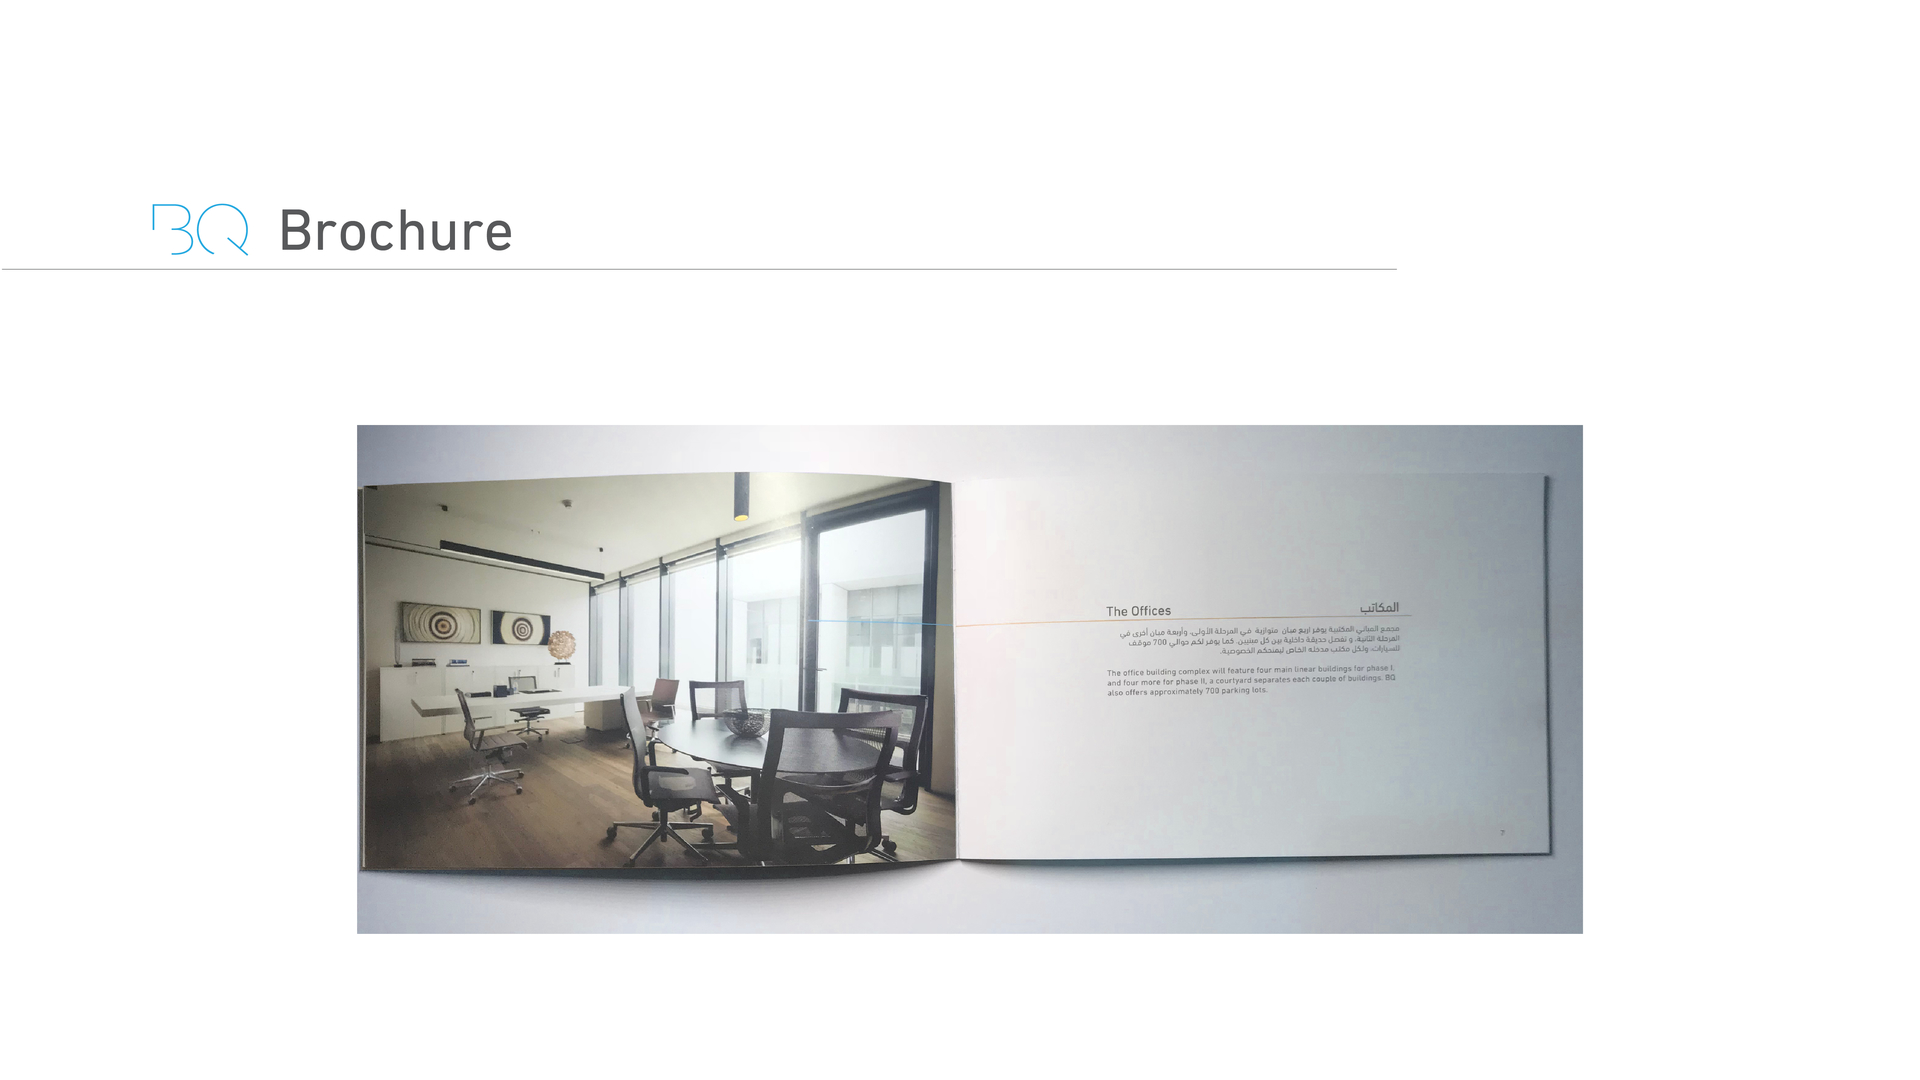 BQ Brochure
The Offices
المكاتب
مجمع المباني المكتبية يوفر اربع مبان متوازية في المرحلة الأولى، وأربعة مبان أخرى في
المرحلة الثانية، و تفصل حديقة داخلية بين كل مبنيين. كما يوفر لكم حوالي 700 موقف
للسيارات، ولكل مكتب مدخله الخاص ليمنحكم الخصوصية.
The office building complex will feature four main linear buildings for phase I,
and four more for phase II, a courtyard separates each couple of buildings. BQ
also offers approximately 700 parking lots.
7